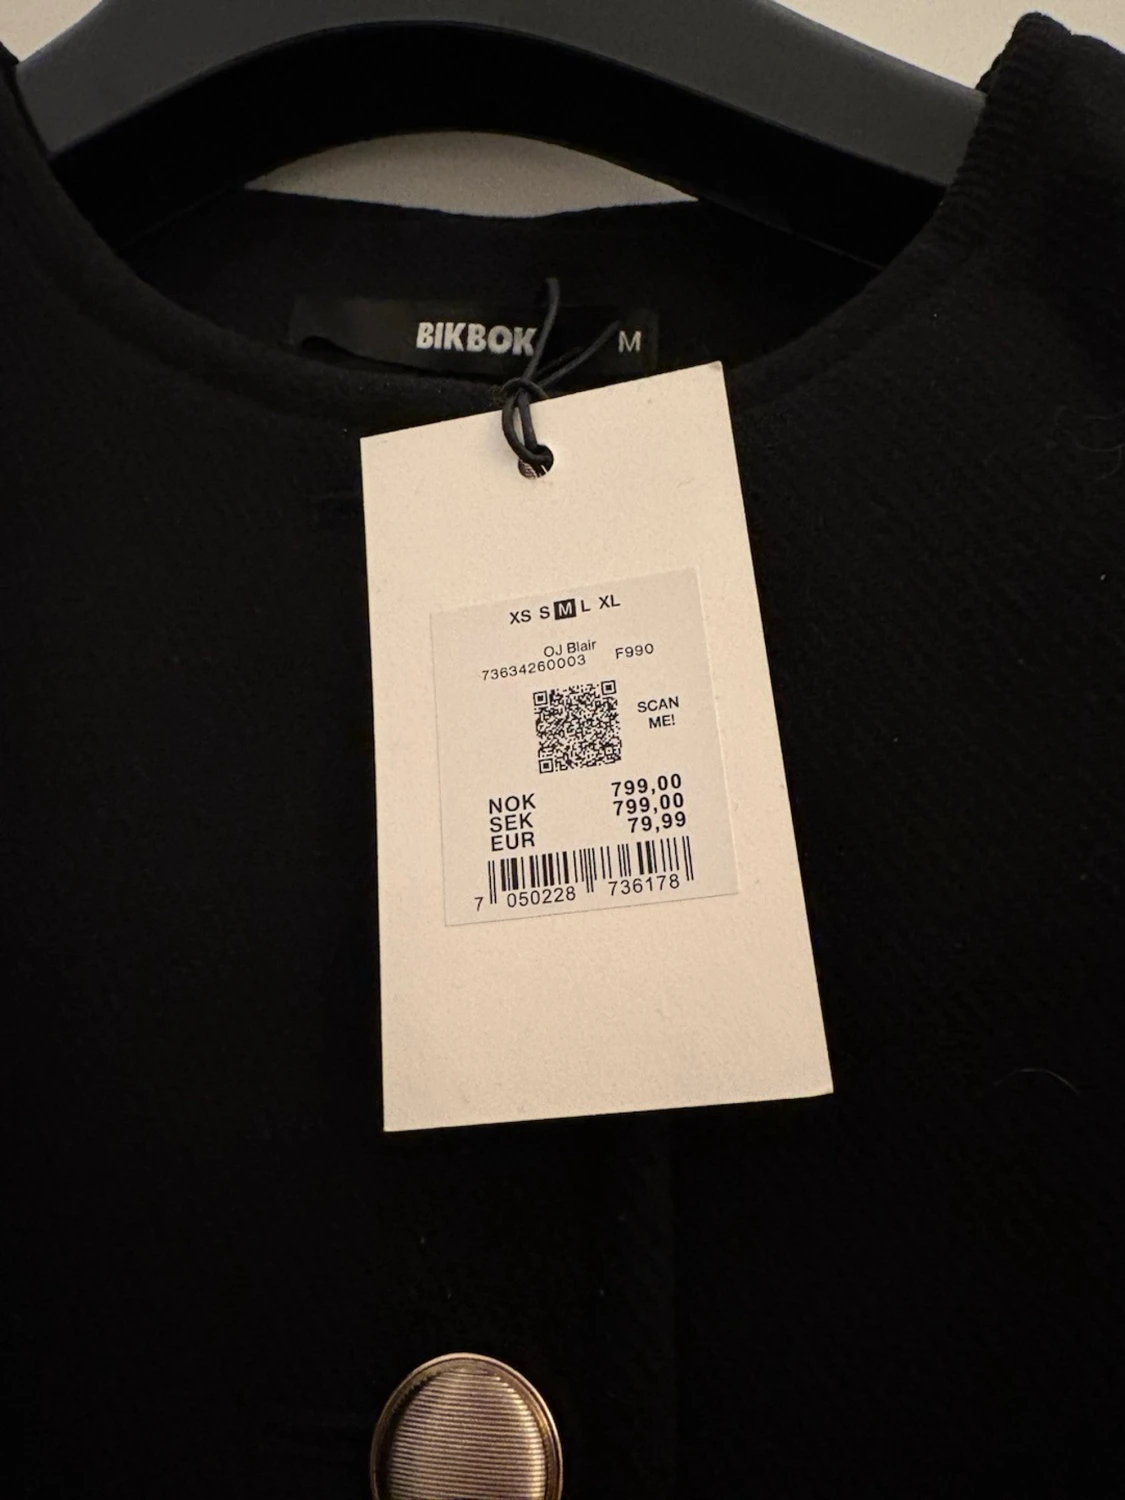 BIKBOK M
XS S M L XL
OJ Blair
73634260003 F990
SCAN
ME!
NOK 799,00
SEK 799,00
EUR 79,99
7 050228 736178